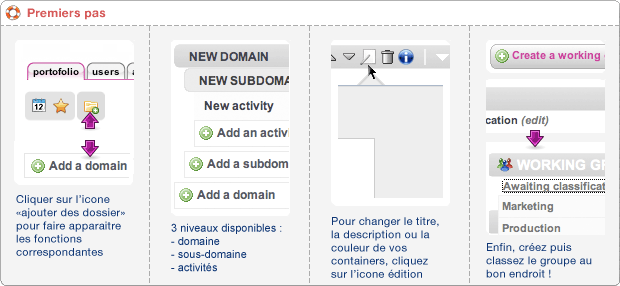 Premiers pas
portofolio
users
a
12
Add a domain
Cliquer sur l'icone
«ajouter des dossier»
pour faire apparaitre
les fonctions
correspondantes
NEW DOMAIN
NEW SUBDOMA
New activity
Add an activi
Add a subdom
Add a domain
3 niveaux disponibles :
- domaine
- sous-domaine
- activités
Pour changer le titre,
la description ou la
couleur de vos
containers, cliquez
sur l'icone édition
Create a working
cation (edit)
WORKING GR
Awaiting classificat
Marketing
Production
Enfin, créez puis
classez le groupe au
bon endroit !